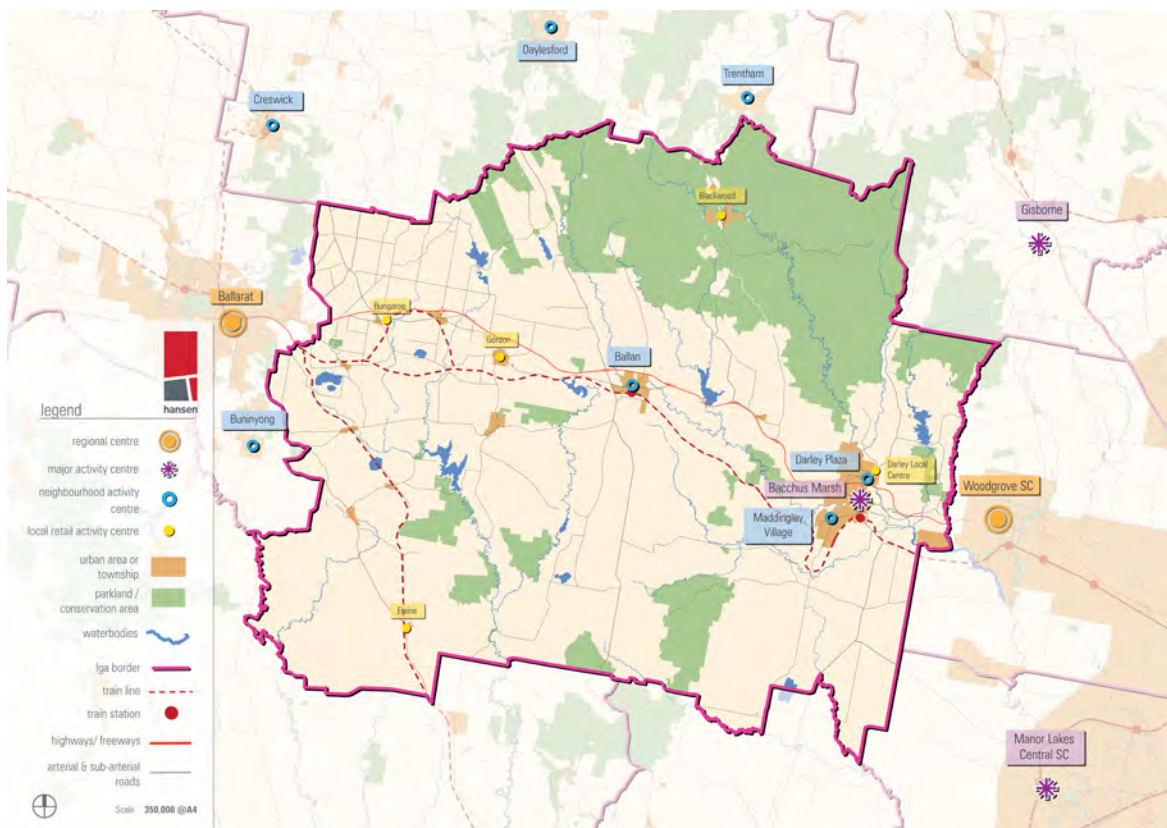 Daylesford
Trentham
Creswick
Blackwood
Gisborne
Ballarat
Bungaree
Gordon
Ballan
hansen
legend
Buninyong
regional centre
major activity centre
neighbourhood activity
centre
local retail activity centre
urban area or
township
parkland /
conservation area
waterbodies
lga border
train line
train station
highways/ freeways
arterial & sub-arterial
roads
Scale 350,000 @A4
Darley Plaza
Darley Local
Centre
Bacchus Marsh
Woodgrove SC
Maddingley
Village
Elaine
Manor Lakes
Central SC